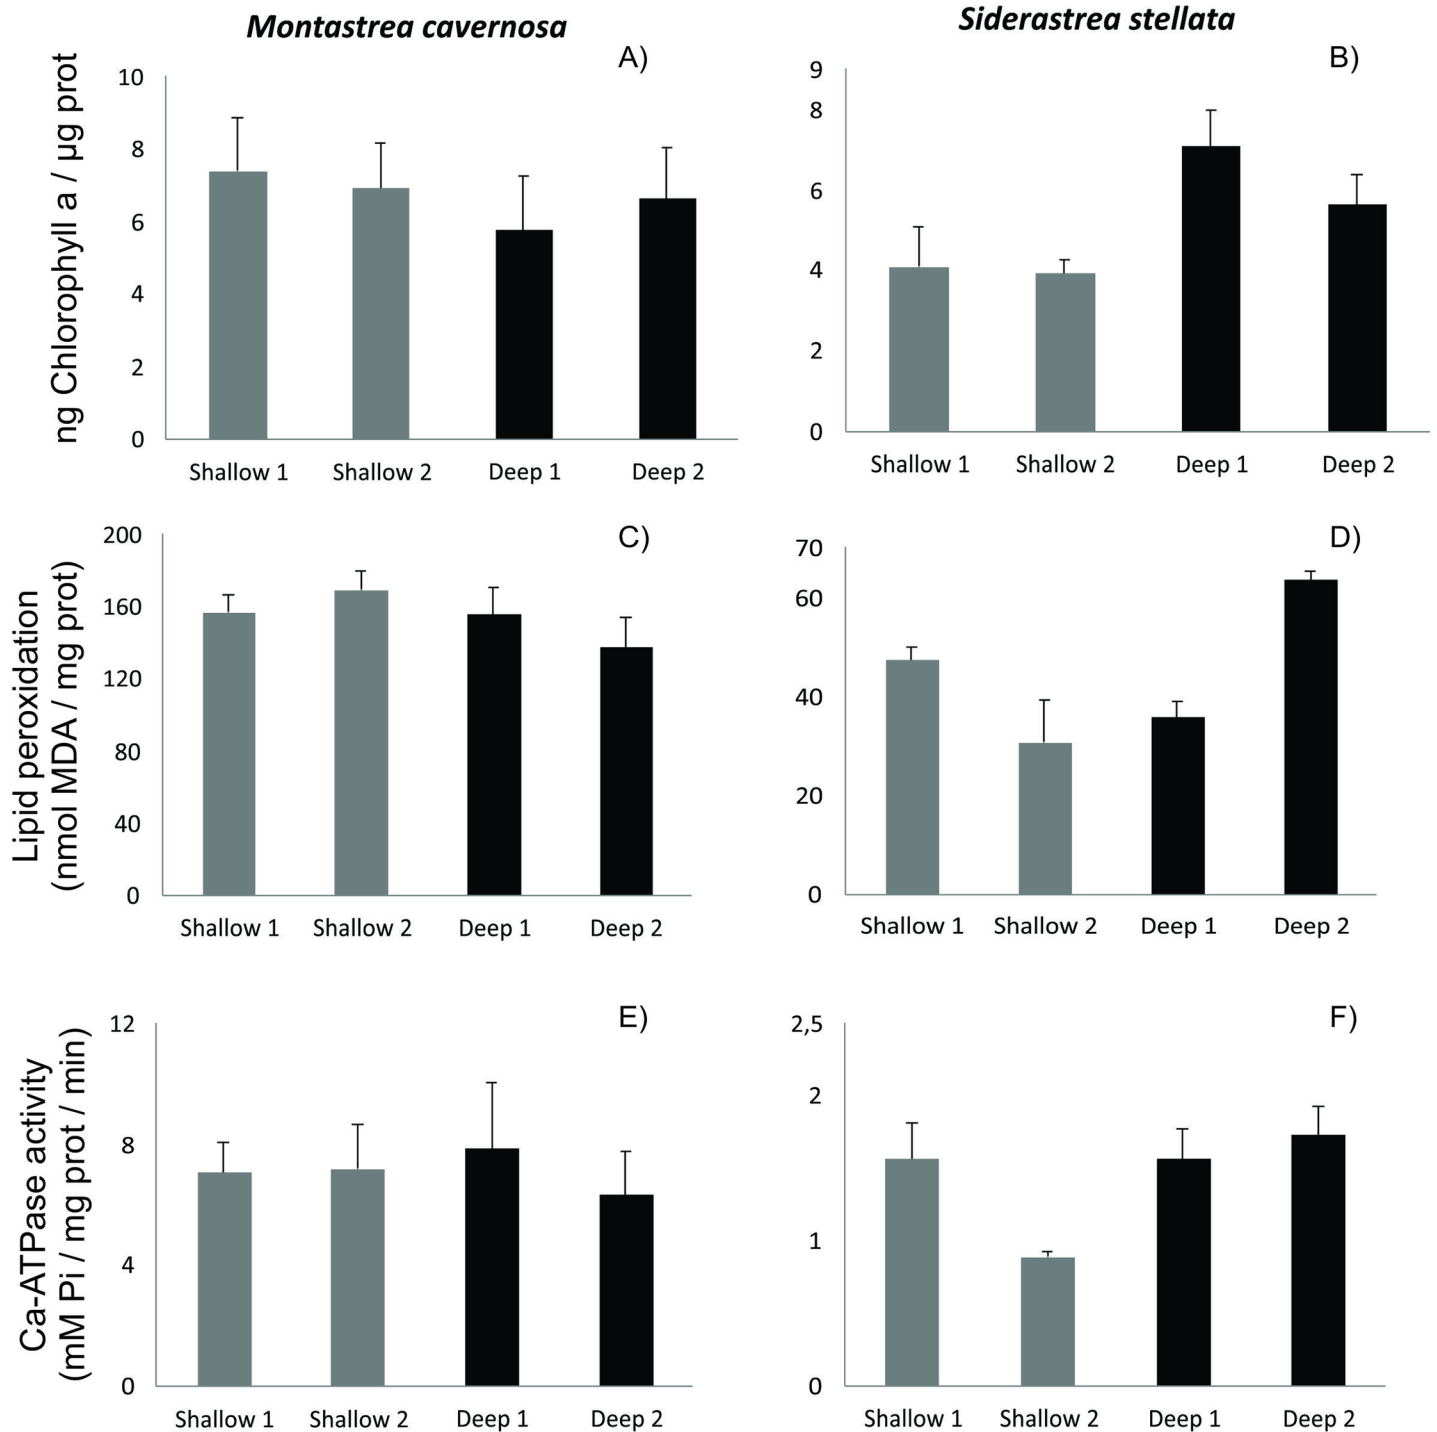 Montastrea cavernosa
Siderastrea stellata
A)
ng Chlorophyll a / µg prot
10
8
6
4
2
0
Shallow 1 Shallow 2 Deep 1 Deep 2
B)
9
8
6
4
2
0
Shallow 1 Shallow 2 Deep 1 Deep 2
C)
Lipid peroxidation
(nmol MDA / mg prot)
200
160
120
80
40
0
Shallow 1 Shallow 2 Deep 1 Deep 2
D)
70
60
40
20
0
Shallow 1 Shallow 2 Deep 1 Deep 2
E)
Ca-ATPase activity
(mM Pi / mg prot / min)
12
8
4
0
Shallow 1 Shallow 2 Deep 1 Deep 2
F)
2,5
2
1
0
Shallow 1 Shallow 2 Deep 1 Deep 2